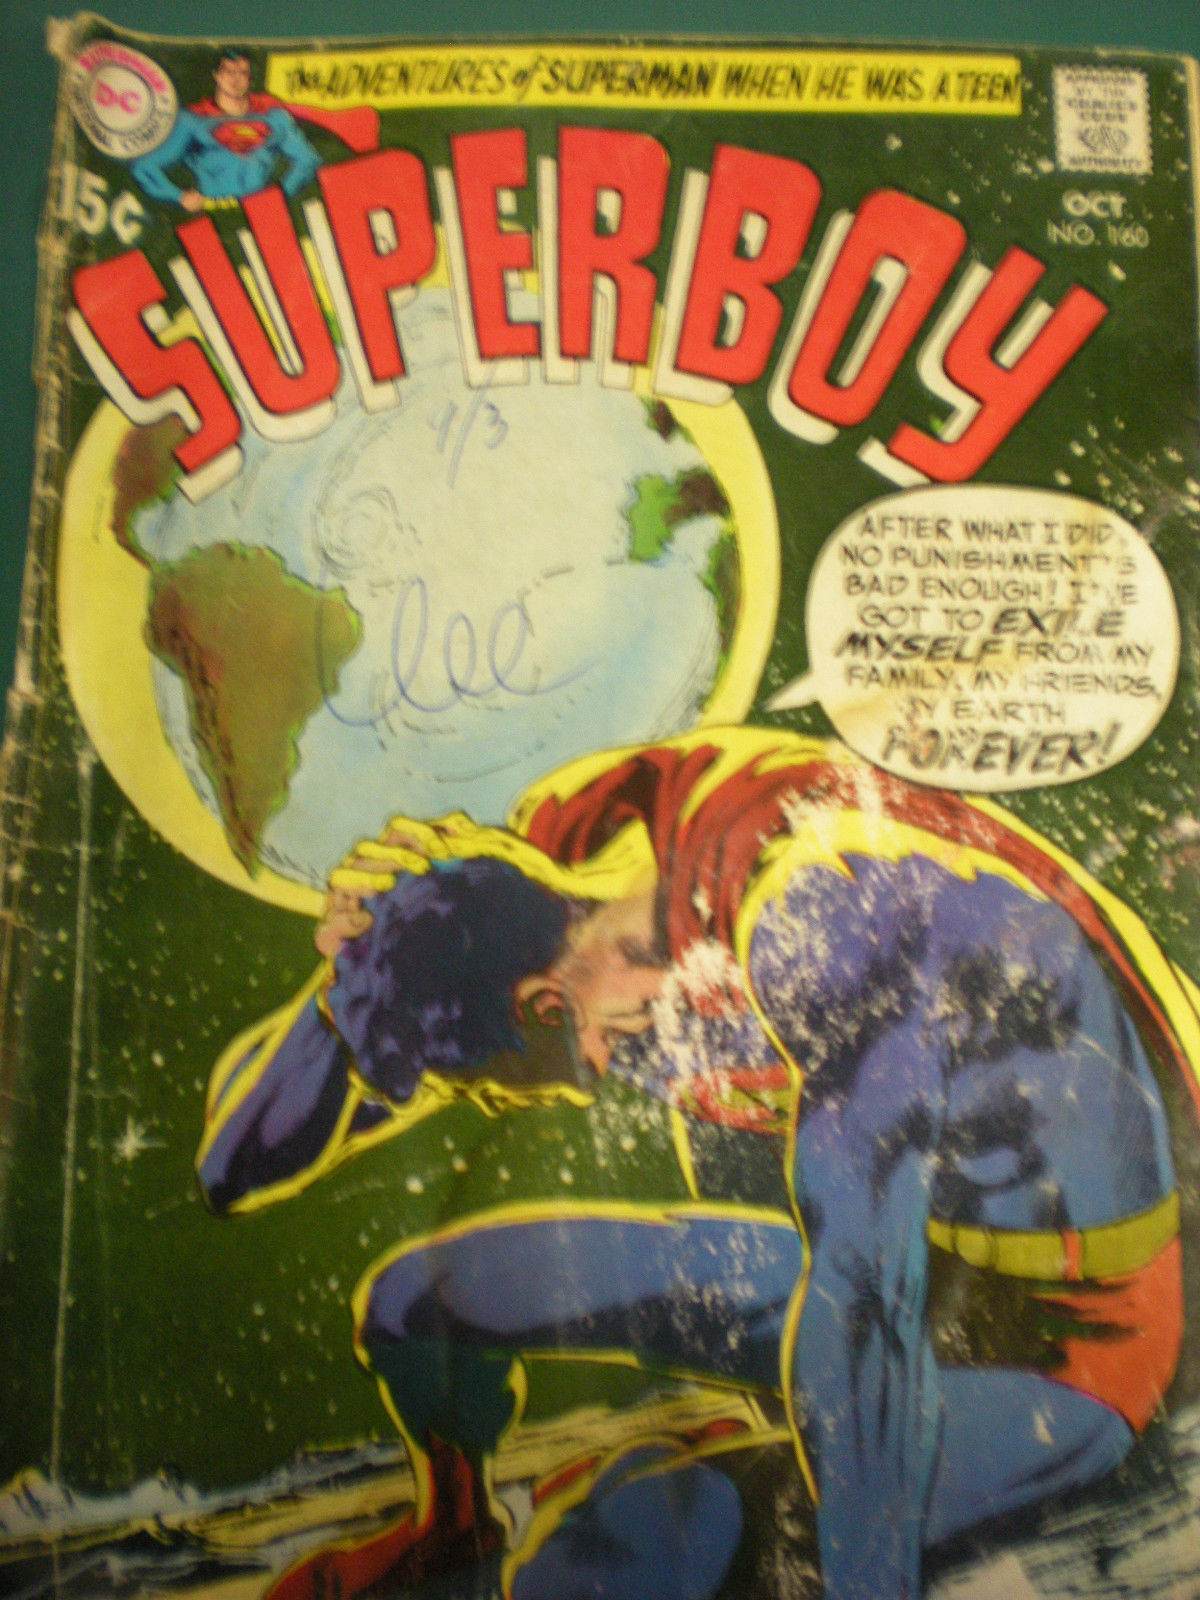 The ADVENTURES of SUPERMAN WHEN HE WAS A TEEN
SUPERMAN
DC
NATIONAL COMICS
APPROVED
BY THE
COMICS
CODE
AUTHORITY
15¢
OCT.
NO. 160
SUPERBOY
4/3
lee
AFTER WHAT I DID,
NO PUNISHMENT'S
BAD ENOUGH! I'VE
GOT TO EXILE
MYSELF FROM MY
FAMILY, MY FRIENDS,
MY EARTH
FOREVER!